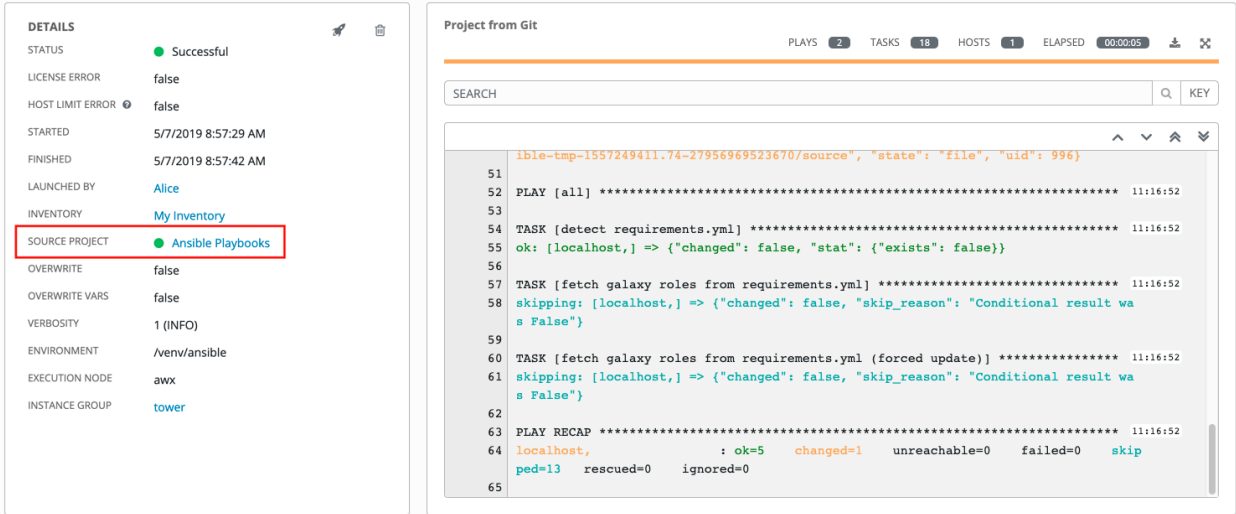 DETAILS
STATUS Successful
LICENSE ERROR false
HOST LIMIT ERROR false
STARTED 5/7/2019 8:57:29 AM
FINISHED 5/7/2019 8:57:42 AM
LAUNCHED BY Alice
INVENTORY My Inventory
SOURCE PROJECT Ansible Playbooks
OVERWRITE false
OVERWRITE VARS false
VERBOSITY 1 (INFO)
ENVIRONMENT /venv/ansible
EXECUTION NODE awx
INSTANCE GROUP tower
Project from Git
PLAYS 2 TASKS 18 HOSTS 1 ELAPSED 00:00:05
SEARCH KEY
ible-tmp-1557249411.74-27956969523670/source", "state": "file", "uid": 996}
51
52 PLAY [all] ********************************************************************* 11:16:52
53
54 TASK [detect requirements.yml] ************************************************* 11:16:52
55 ok: [localhost,] => {"changed": false, "stat": {"exists": false}}
56
57 TASK [fetch galaxy roles from requirements.yml] ******************************** 11:16:52
58 skipping: [localhost,] => {"changed": false, "skip_reason": "Conditional result wa
s False"}
59
60 TASK [fetch galaxy roles from requirements.yml (forced update)] **************** 11:16:52
61 skipping: [localhost,] => {"changed": false, "skip_reason": "Conditional result wa
s False"}
62
63 PLAY RECAP ********************************************************************* 11:16:52
64 localhost, : ok=5 changed=1 unreachable=0 failed=0 skip
ped=13 rescued=0 ignored=0
65